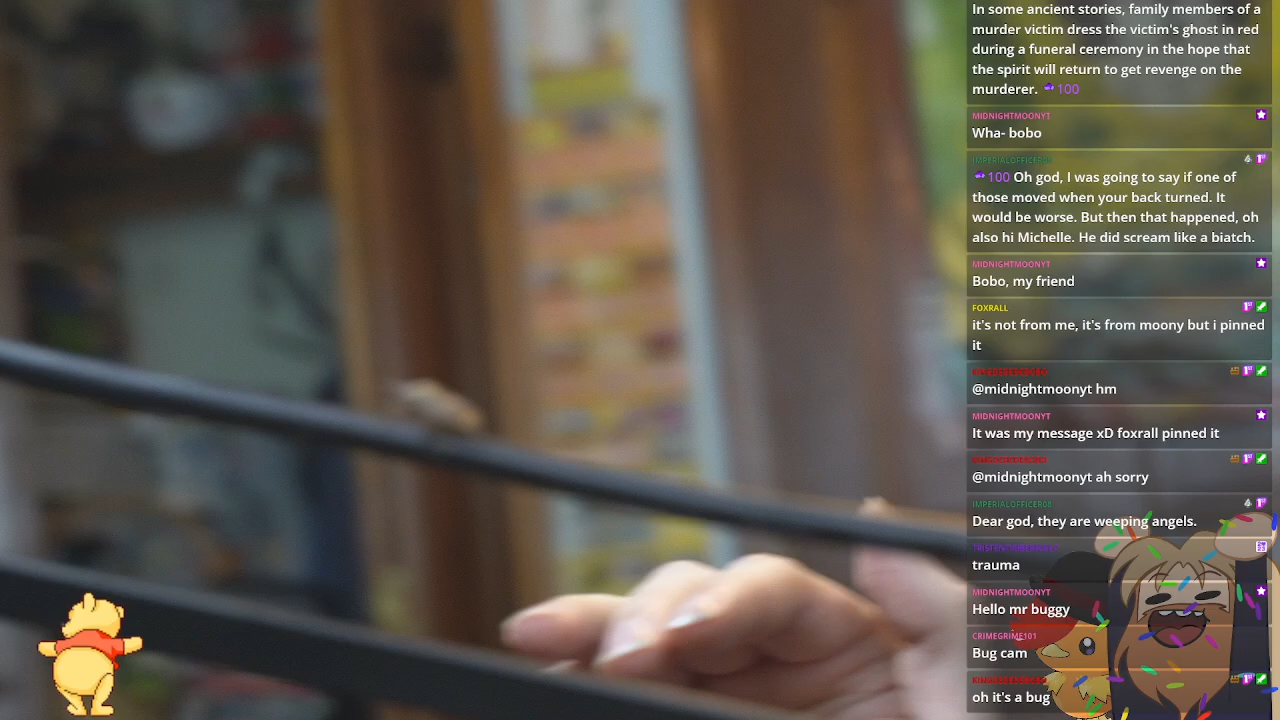 In some ancient stories, family members of a
murder victim dress the victim's ghost in red
during a funeral ceremony in the hope that
the spirit will return to get revenge on the
murderer. 100
MIDNIGHTMOONYT
Wha- bobo
100 Oh god, I was going to say if one of
those moved when your back turned. It
would be worse. But then that happened, oh
also hi Michelle. He did scream like a biatch.
MIDNIGHTMOONYT
Bobo, my friend
FOXRALL
it's not from me, it's from moony but i pinned
it
@midnightmoonyt hm
MIDNIGHTMOONYT
It was my message xD foxrall pinned it
@midnightmoonyt ah sorry
Dear god, they are weeping angels.
trauma
MIDNIGHTMOONYT
Hello mr buggy
CRIMEGRIME101
Bug cam
oh it's a bug